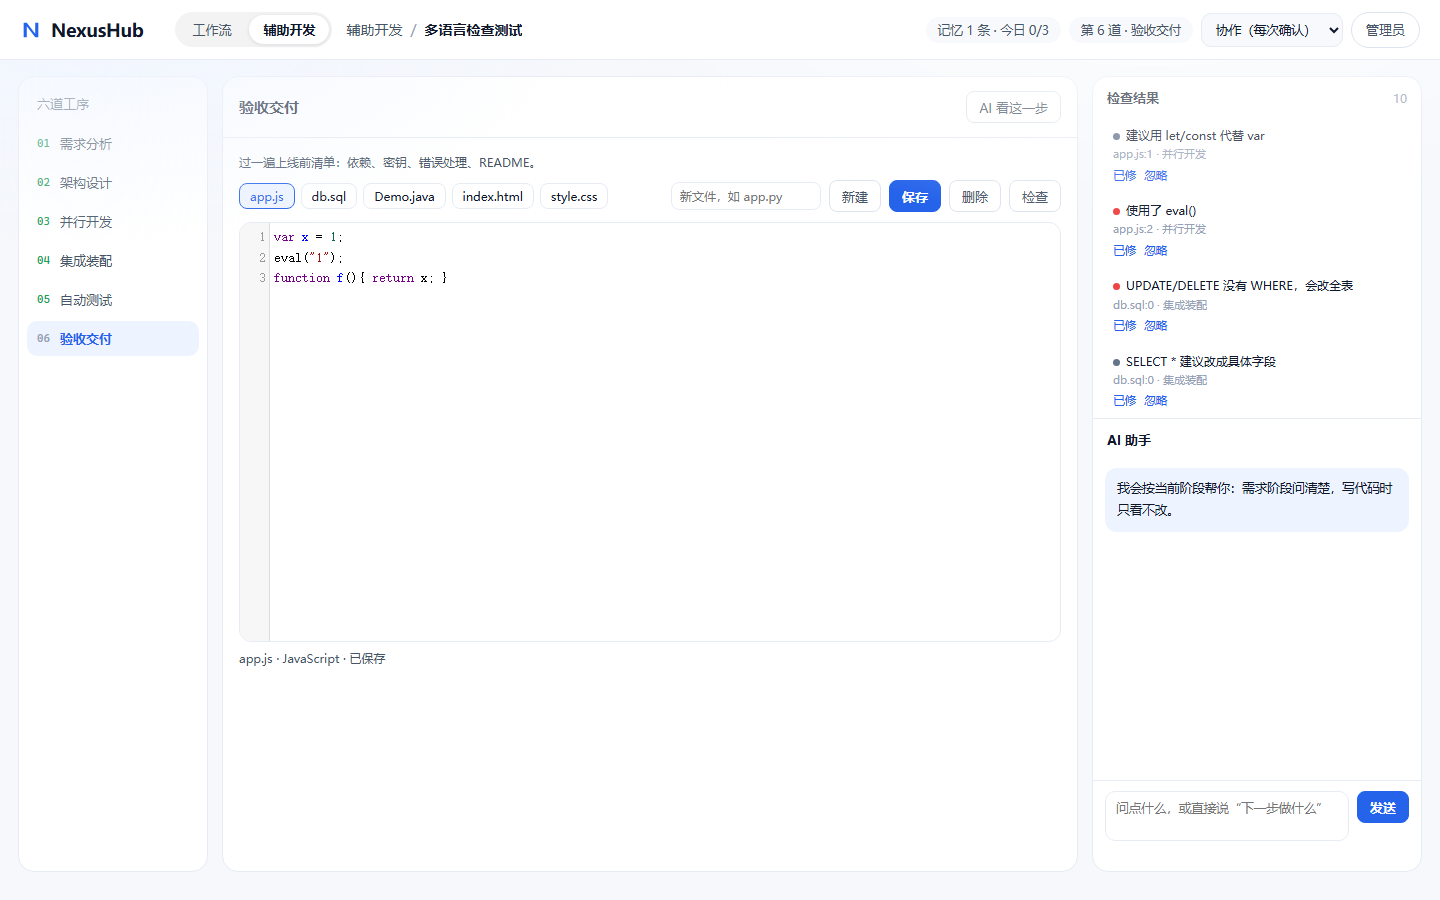 NexusHub
工作流
辅助开发
辅助开发 / 多语言检查测试
记忆 1 条 · 今日 0/3
第 6 道 · 验收交付
协作（每次确认）
管理员
六道工序
01 需求分析
02 架构设计
03 并行开发
04 集成装配
05 自动测试
06 验收交付
验收交付
AI 看这一步
过一遍上线前清单：依赖、密钥、错误处理、README。
app.js
db.sql
Demo.java
index.html
style.css
新文件，如 app.py
新建
保存
删除
检查
1 var x = 1;
2 eval("1");
3 function f(){ return x; }
app.js · JavaScript · 已保存
检查结果
10
建议用 let/const 代替 var
app.js:1 · 并行开发
已修 忽略
使用了 eval()
app.js:2 · 并行开发
已修 忽略
UPDATE/DELETE 没有 WHERE，会改全表
db.sql:0 · 集成装配
已修 忽略
SELECT * 建议改成具体字段
db.sql:0 · 集成装配
已修 忽略
AI 助手
我会按当前阶段帮你：需求阶段问清楚，写代码时
只看不改。
问点什么，或直接说“下一步做什么”
发送